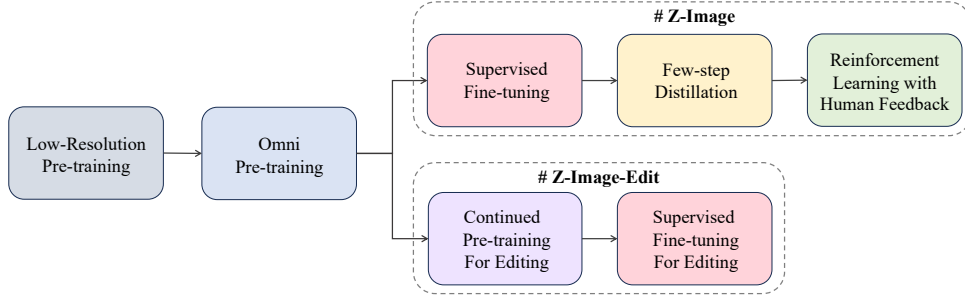 # Z-Image
Supervised
Fine-tuning
Few-step
Distillation
Reinforcement
Learning with
Human Feedback
Low-Resolution
Pre-training
Omni
Pre-training
# Z-Image-Edit
Continued
Pre-training
For Editing
Supervised
Fine-tuning
For Editing